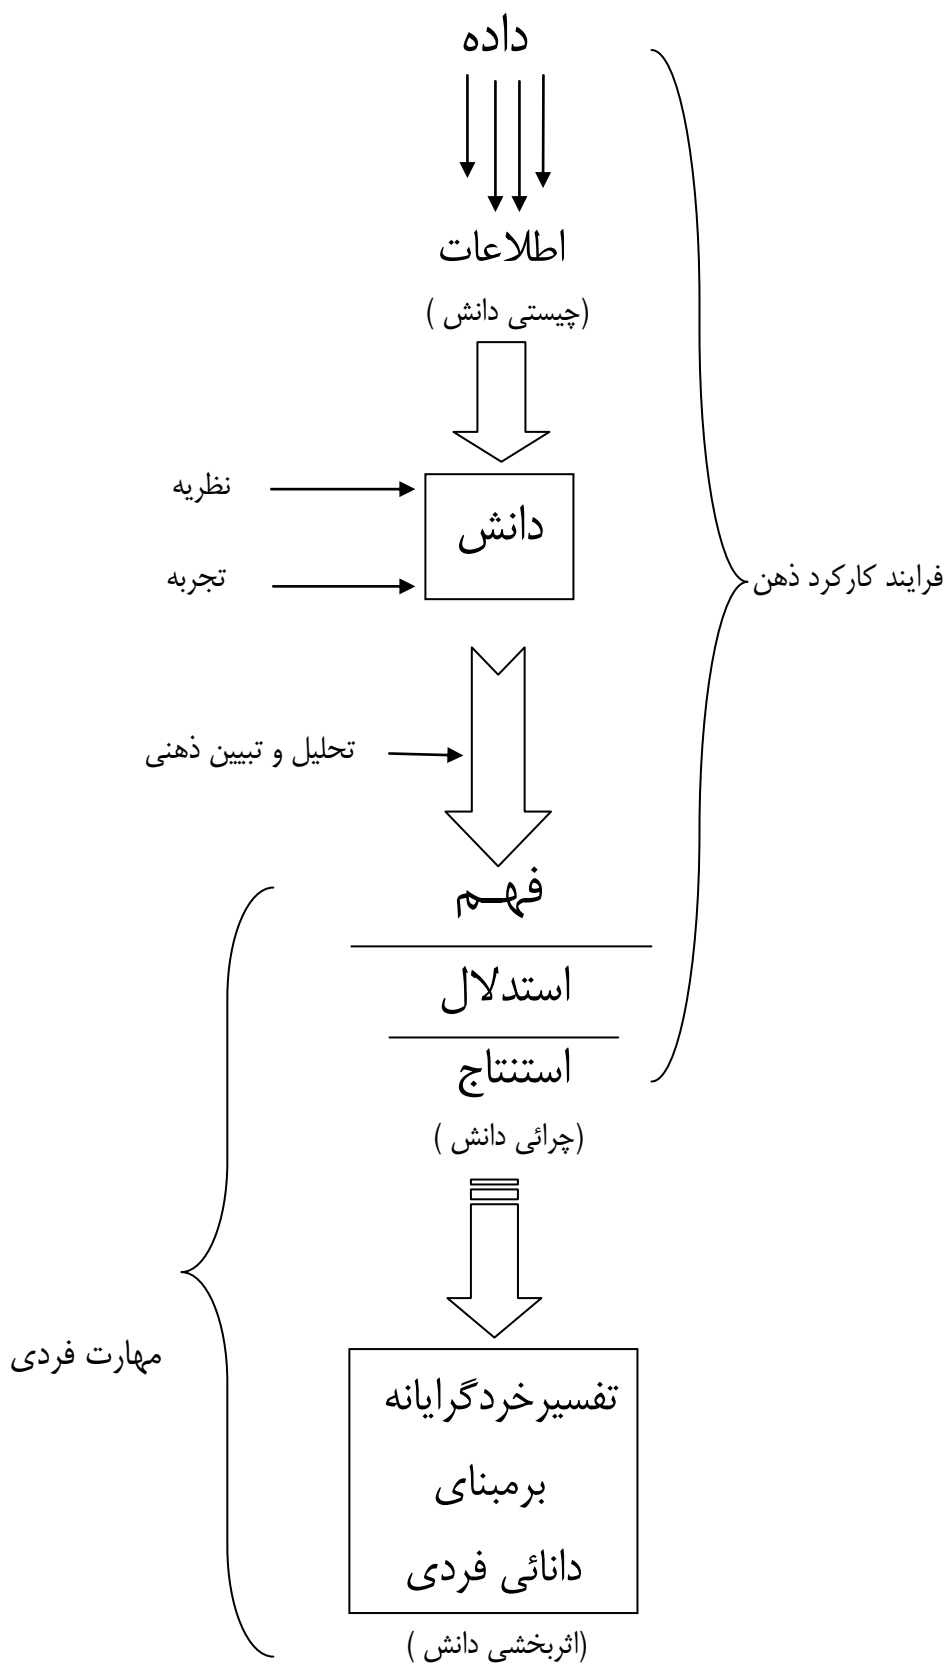 داده
اطلاعات
(چیستی دانش )
نظریه
دانش
تجربه
فرایند کارکرد ذهن
تحلیل و تبیین ذهنی
فهـم
استدلال
استنتاج
(چرائی دانش )
مهارت فردی
تفسیرخردگرایانه
برمبنای
دانائی فردی
(اثربخشی دانش )